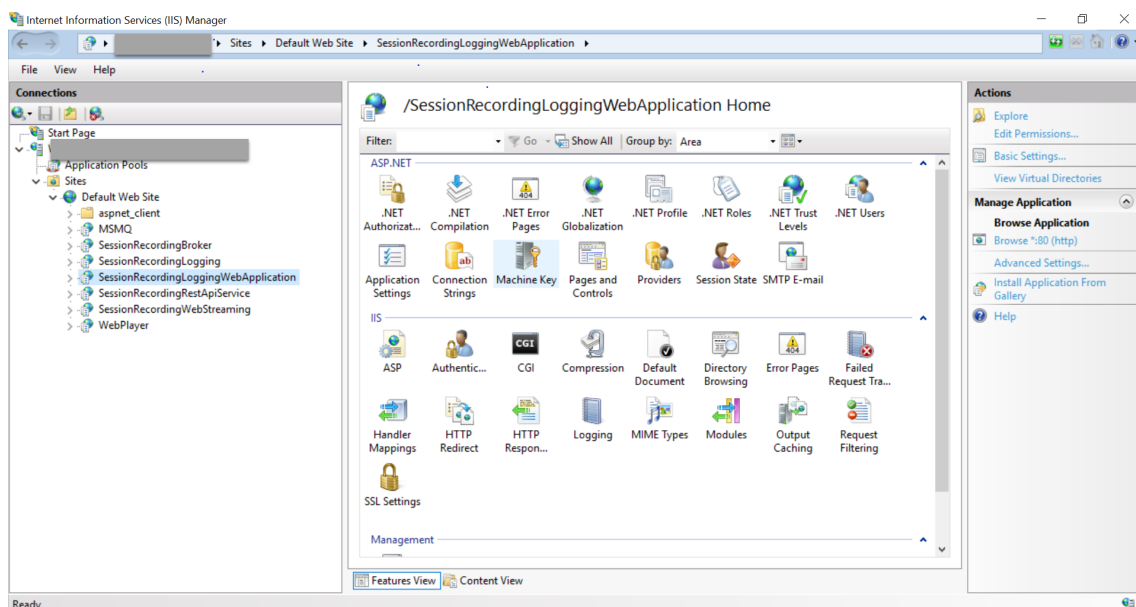 Internet Information Services (IIS) Manager
Sites Default Web Site SessionRecordingLoggingWebApplication
File View Help
Connections
Start Page
Application Pools
Sites
Default Web Site
aspnet_client
MSMQ
SessionRecordingBroker
SessionRecordingLogging
SessionRecordingLoggingWebApplication
SessionRecordingRestApiService
SessionRecordingWebStreaming
WebPlayer
/SessionRecordingLoggingWebApplication Home
Filter: Go Show All Group by: Area
ASP.NET
.NET Authorizat...
.NET Compilation
.NET Error Pages
.NET Globalization
.NET Profile
.NET Roles
.NET Trust Levels
.NET Users
Application Settings
Connection Strings
Machine Key
Pages and Controls
Providers
Session State
SMTP E-mail
IIS
ASP
Authentic...
CGI
Compression
Default Document
Directory Browsing
Error Pages
Failed Request Tra...
Handler Mappings
HTTP Redirect
HTTP Respon...
Logging
MIME Types
Modules
Output Caching
Request Filtering
SSL Settings
Management
Features View Content View
Actions
Explore
Edit Permissions...
Basic Settings...
View Virtual Directories
Manage Application
Browse Application
Browse *:80 (http)
Advanced Settings...
Install Application From
Gallery
Help
Ready